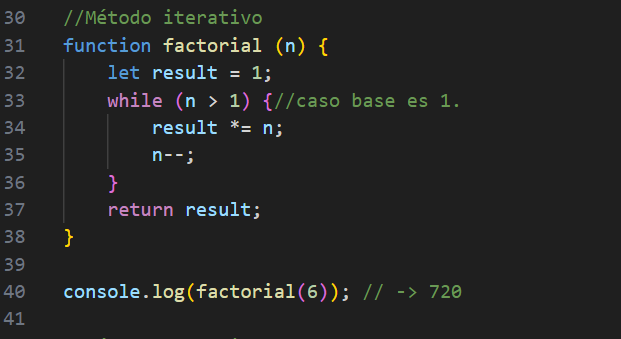 30 //Método iterativo
31 function factorial (n) {
32 let result = 1;
33 while (n > 1) {//caso base es 1.
34 result *= n;
35 n--;
36 }
37 return result;
38 }
39
40 console.log(factorial(6)); // -> 720
41